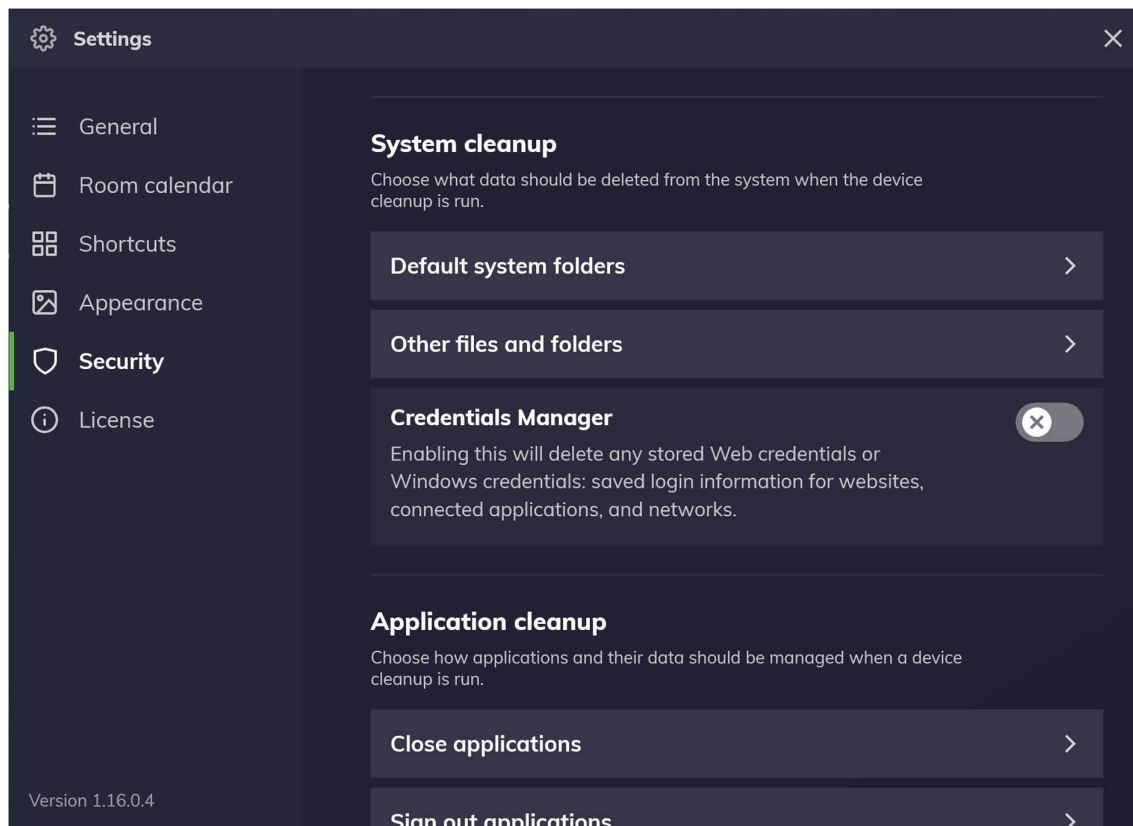 Settings
General
Room calendar
Shortcuts
Appearance
Security
License
Version 1.16.0.4
System cleanup
Choose what data should be deleted from the system when the device
cleanup is run.
Default system folders
Other files and folders
Credentials Manager
Enabling this will delete any stored Web credentials or
Windows credentials: saved login information for websites,
connected applications, and networks.
Application cleanup
Choose how applications and their data should be managed when a device
cleanup is run.
Close applications
Sign out applications